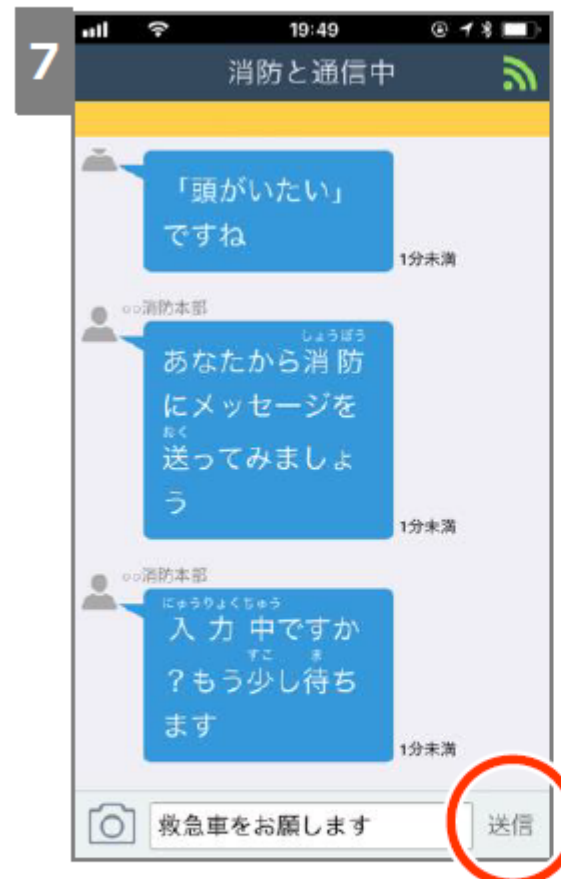 7
19:49
消防と通信中
「頭がいたい」
ですね
1分未満
○○消防本部
しょうぼう
あなたから消防
にメッセージを
おく
送ってみましょ
う
1分未満
○○消防本部
にゅうりょくちゅう
入力中ですか
すこ ま
？もう少し待ち
ます
1分未満
救急車をお願します
送信